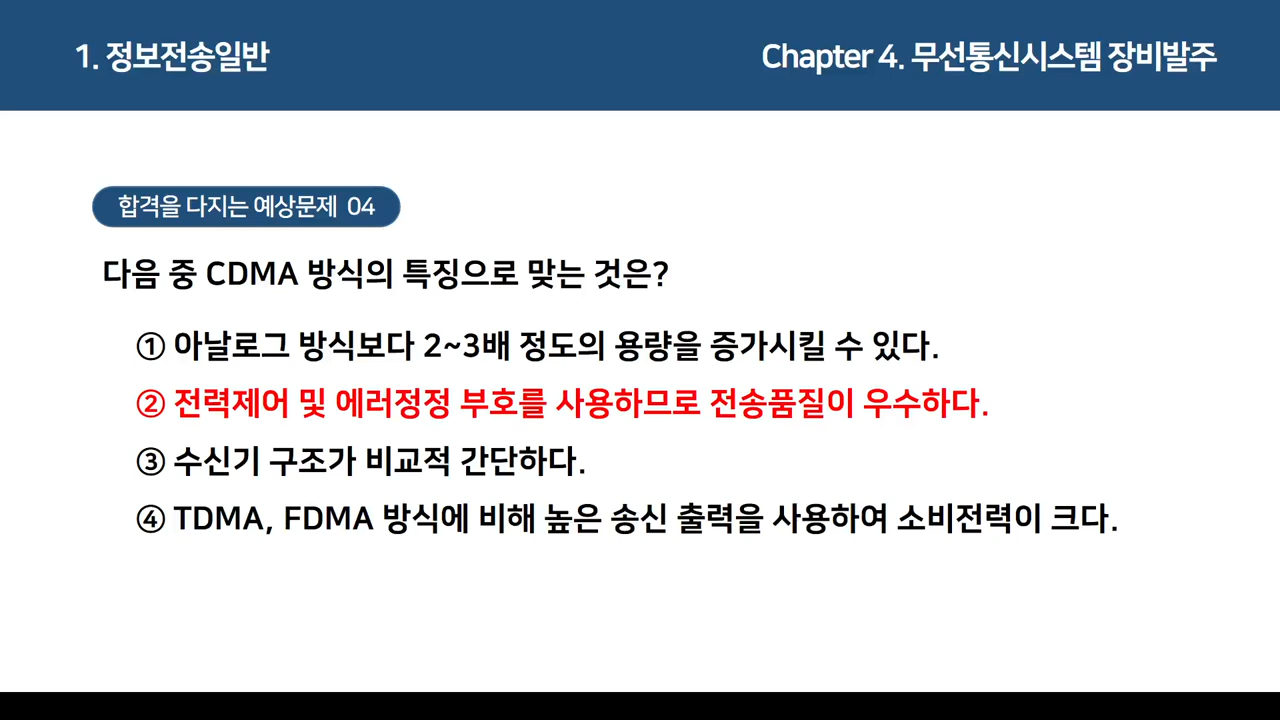 1. 정보전송일반
Chapter 4. 무선통신시스템 장비발주
합격을 다지는 예상문제 04
다음 중 CDMA 방식의 특징으로 맞는 것은?
① 아날로그 방식보다 2~3배 정도의 용량을 증가시킬 수 있다.
② 전력제어 및 에러정정 부호를 사용하므로 전송품질이 우수하다.
③ 수신기 구조가 비교적 간단하다.
④ TDMA, FDMA 방식에 비해 높은 송신 출력을 사용하여 소비전력이 크다.